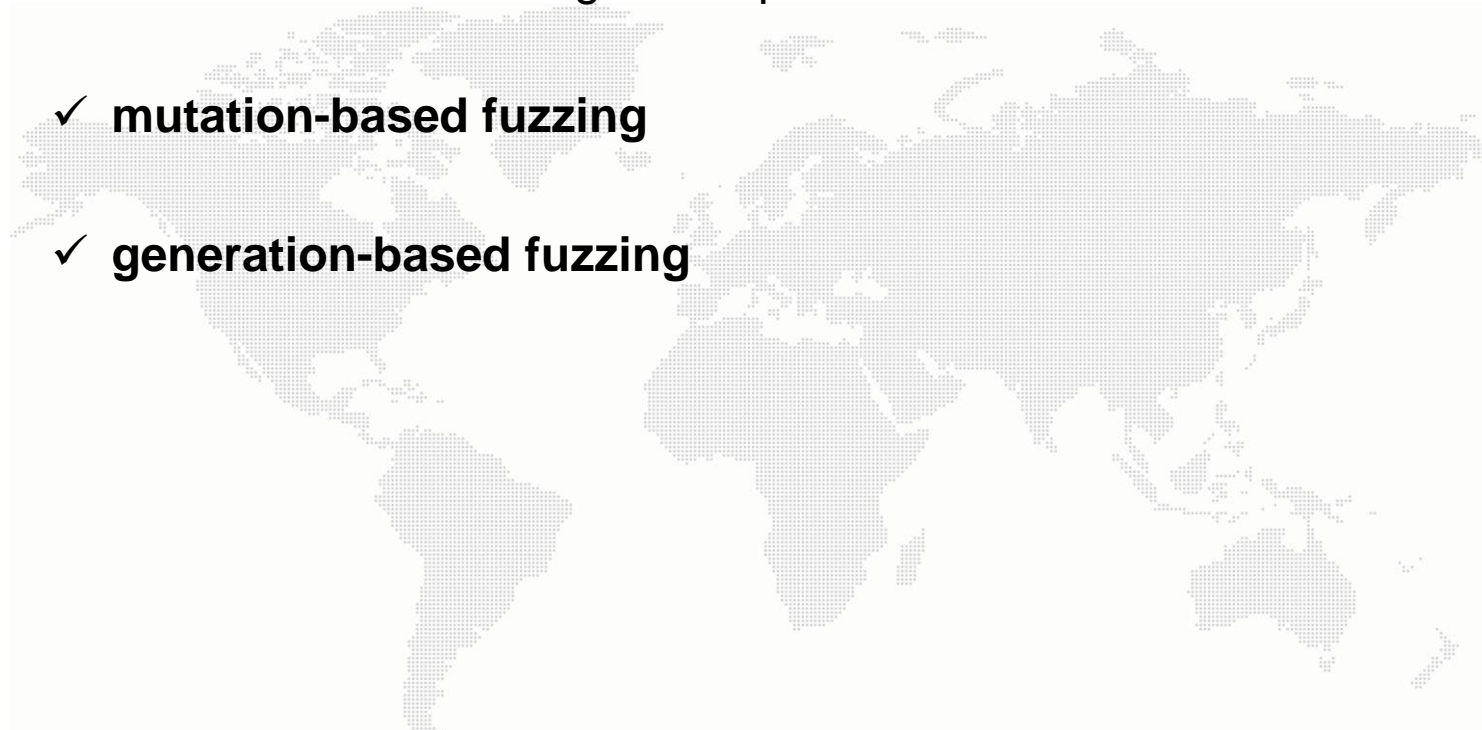 ✓ mutation-based fuzzing
✓ generation-based fuzzing